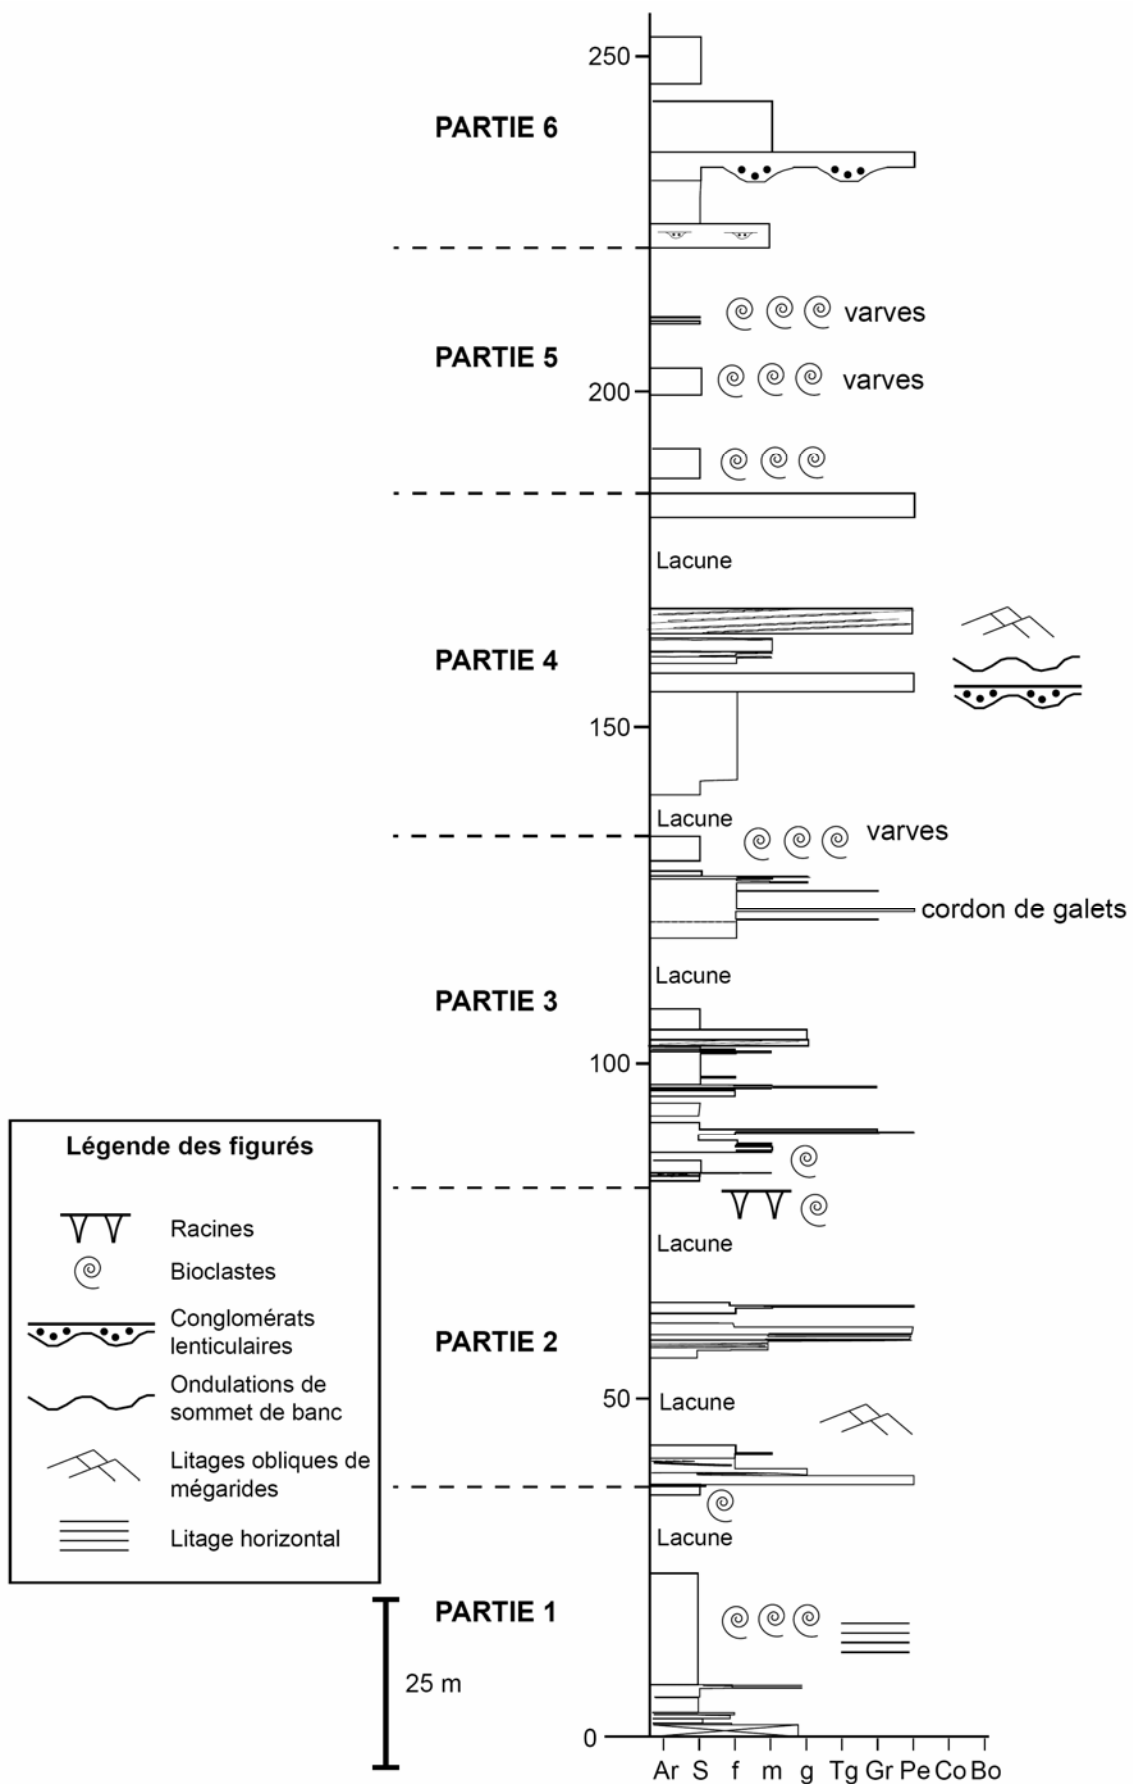 250
PARTIE 6
varves
PARTIE 5
varves
200
Lacune
PARTIE 4
150
Lacune
varves
cordon de galets
Lacune
PARTIE 3
100
Légende des figurés
Racines
Bioclastes
Conglomérats
lenticulaires
Ondulations de
sommet de banc
Litages obliques de
mégarides
Litage horizontal
Lacune
PARTIE 2
50
Lacune
Lacune
PARTIE 1
25 m
0
Ar S f m g Tg Gr Pe Co Bo